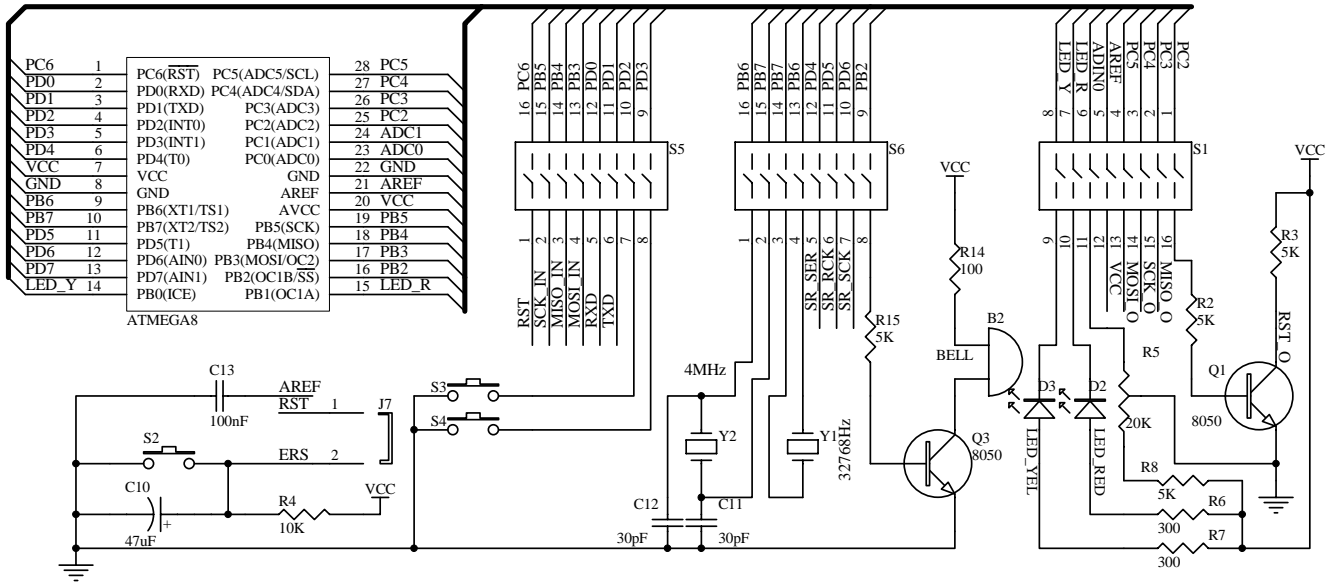 PC6 1 PC6(RST) PC5(ADC5/SCL) 28 PC5
PD0 2 PD0(RXD) PC4(ADC4/SDA) 27 PC4
PD1 3 PD1(TXD) PC3(ADC3) 26 PC3
PD2 4 PD2(INT0) PC2(ADC2) 25 PC2
PD3 5 PD3(INT1) PC1(ADC1) 24 ADC1
PD4 6 PD4(T0) PC0(ADC0) 23 ADC0
VCC 7 VCC GND 22 GND
GND 8 GND AREF 21 AREF
PB6 9 PB6(XT1/TS1) AVCC 20 VCC
PB7 10 PB7(XT2/TS2) PB5(SCK) 19 PB5
PD5 11 PD5(T1) PB4(MISO) 18 PB4
PD6 12 PD6(AIN0) PB3(MOSI/OC2) 17 PB3
PD7 13 PD7(AIN1) PB2(OC1B/SS) 16 PB2
LED_Y 14 PB0(ICE) PB1(OC1A) 15 LED_R
ATMEGA8
16 PC6
15 PB5
14 PB4
13 PB3
12 PD0
11 PD1
10 PD2
9 PD3
S5
1 2 3 4 5 6 7 8
RST
SCK_IN
MISO_IN
MOSI_IN
RXD
TXD
16 PB6
15 PB7
14 PB7
13 PB6
12 PD4
11 PD5
10 PD6
9 PB2
S6
1 2 3 4 5 6 7 8
SR_SER
SR_RCK
SR_SCK
8 LED_Y
7 LED_R
9 ADIN0
5 AREF
4 PC5
3 PC4
2 PC3
1 PC2
S1
9 10 11 12
13 VCC
14 MOSI_O
15 SCK_O
16 MISO_O
VCC
R14
100
R15
5K
B2
BELL
Q3
8050
VCC
R3
5K
RST_O
R2
5K
Q1
8050
R5
20K
D3
LED_YEL
D2
LED_RED
R8
5K
R6
300
R7
300
4MHz
Y2
Y1
32768Hz
C12
30pF
C11
30pF
S3
S4
C13
100nF
AREF
RST 1
J7
S2
ERS 2
C10
+
47uF
R4
10K
VCC